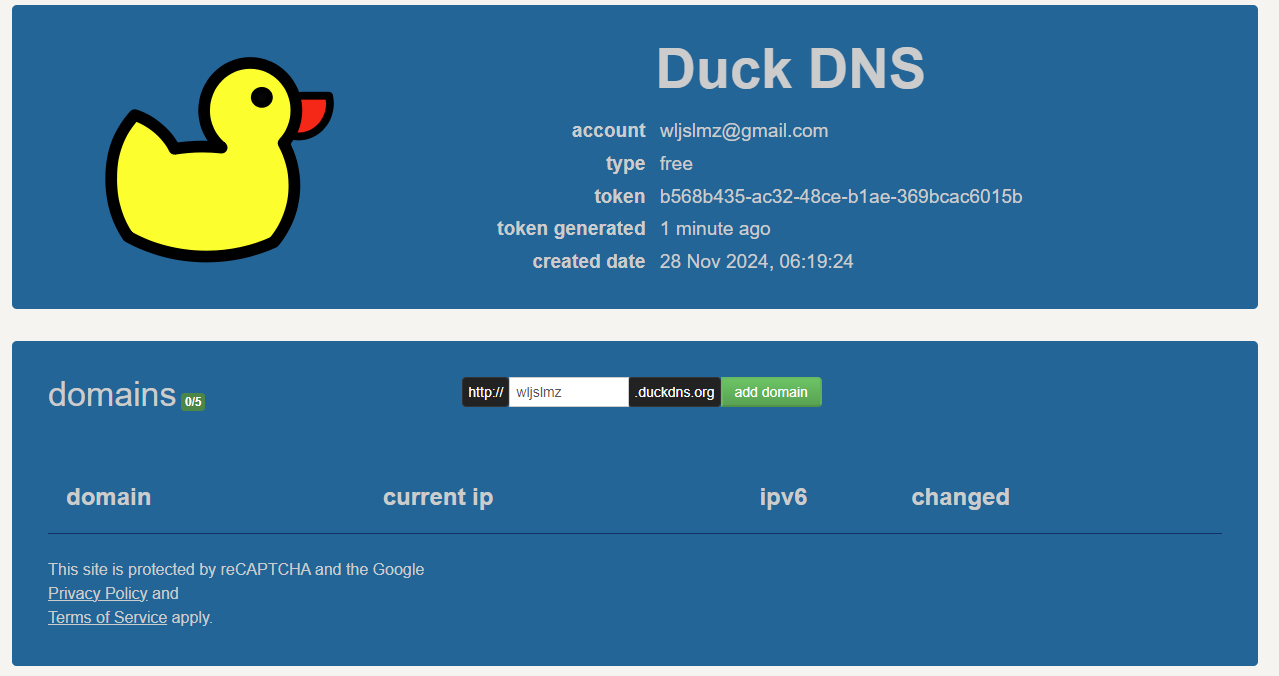 Duck DNS
account wljslmz@gmail.com
type free
token b568b435-ac32-48ce-b1ae-369bcac6015b
token generated 1 minute ago
created date 28 Nov 2024, 06:19:24
domains 0/5 http:// wljslmz .duckdns.org add domain
domain current ip ipv6 changed
This site is protected by reCAPTCHA and the Google
Privacy Policy and
Terms of Service apply.